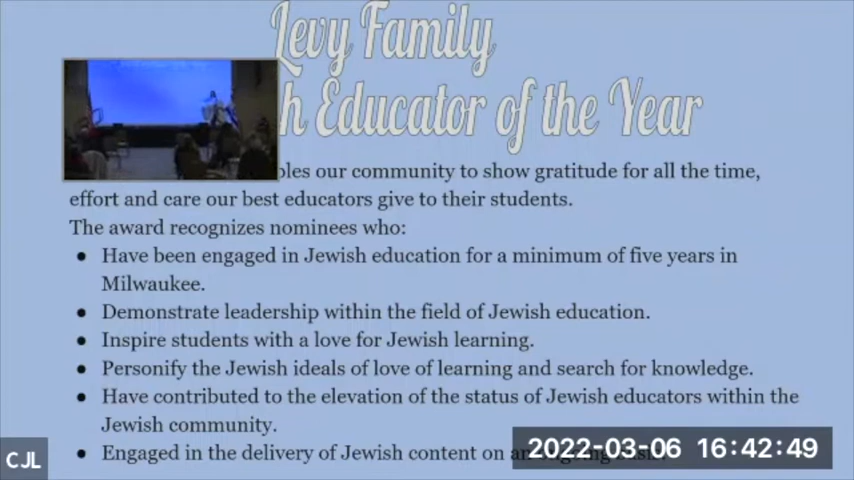 Levy Family
h Educator of the Year
bles our community to show gratitude for all the time,
effort and care our best educators give to their students.
The award recognizes nominees who:
● Have been engaged in Jewish education for a minimum of five years in
Milwaukee.
● Demonstrate leadership within the field of Jewish education.
● Inspire students with a love for Jewish learning.
● Personify the Jewish ideals of love of learning and search for knowledge.
● Have contributed to the elevation of the status of Jewish educators within the
Jewish community.
● Engaged in the delivery of Jewish content on
2022-03-06 16:42:49
CJL